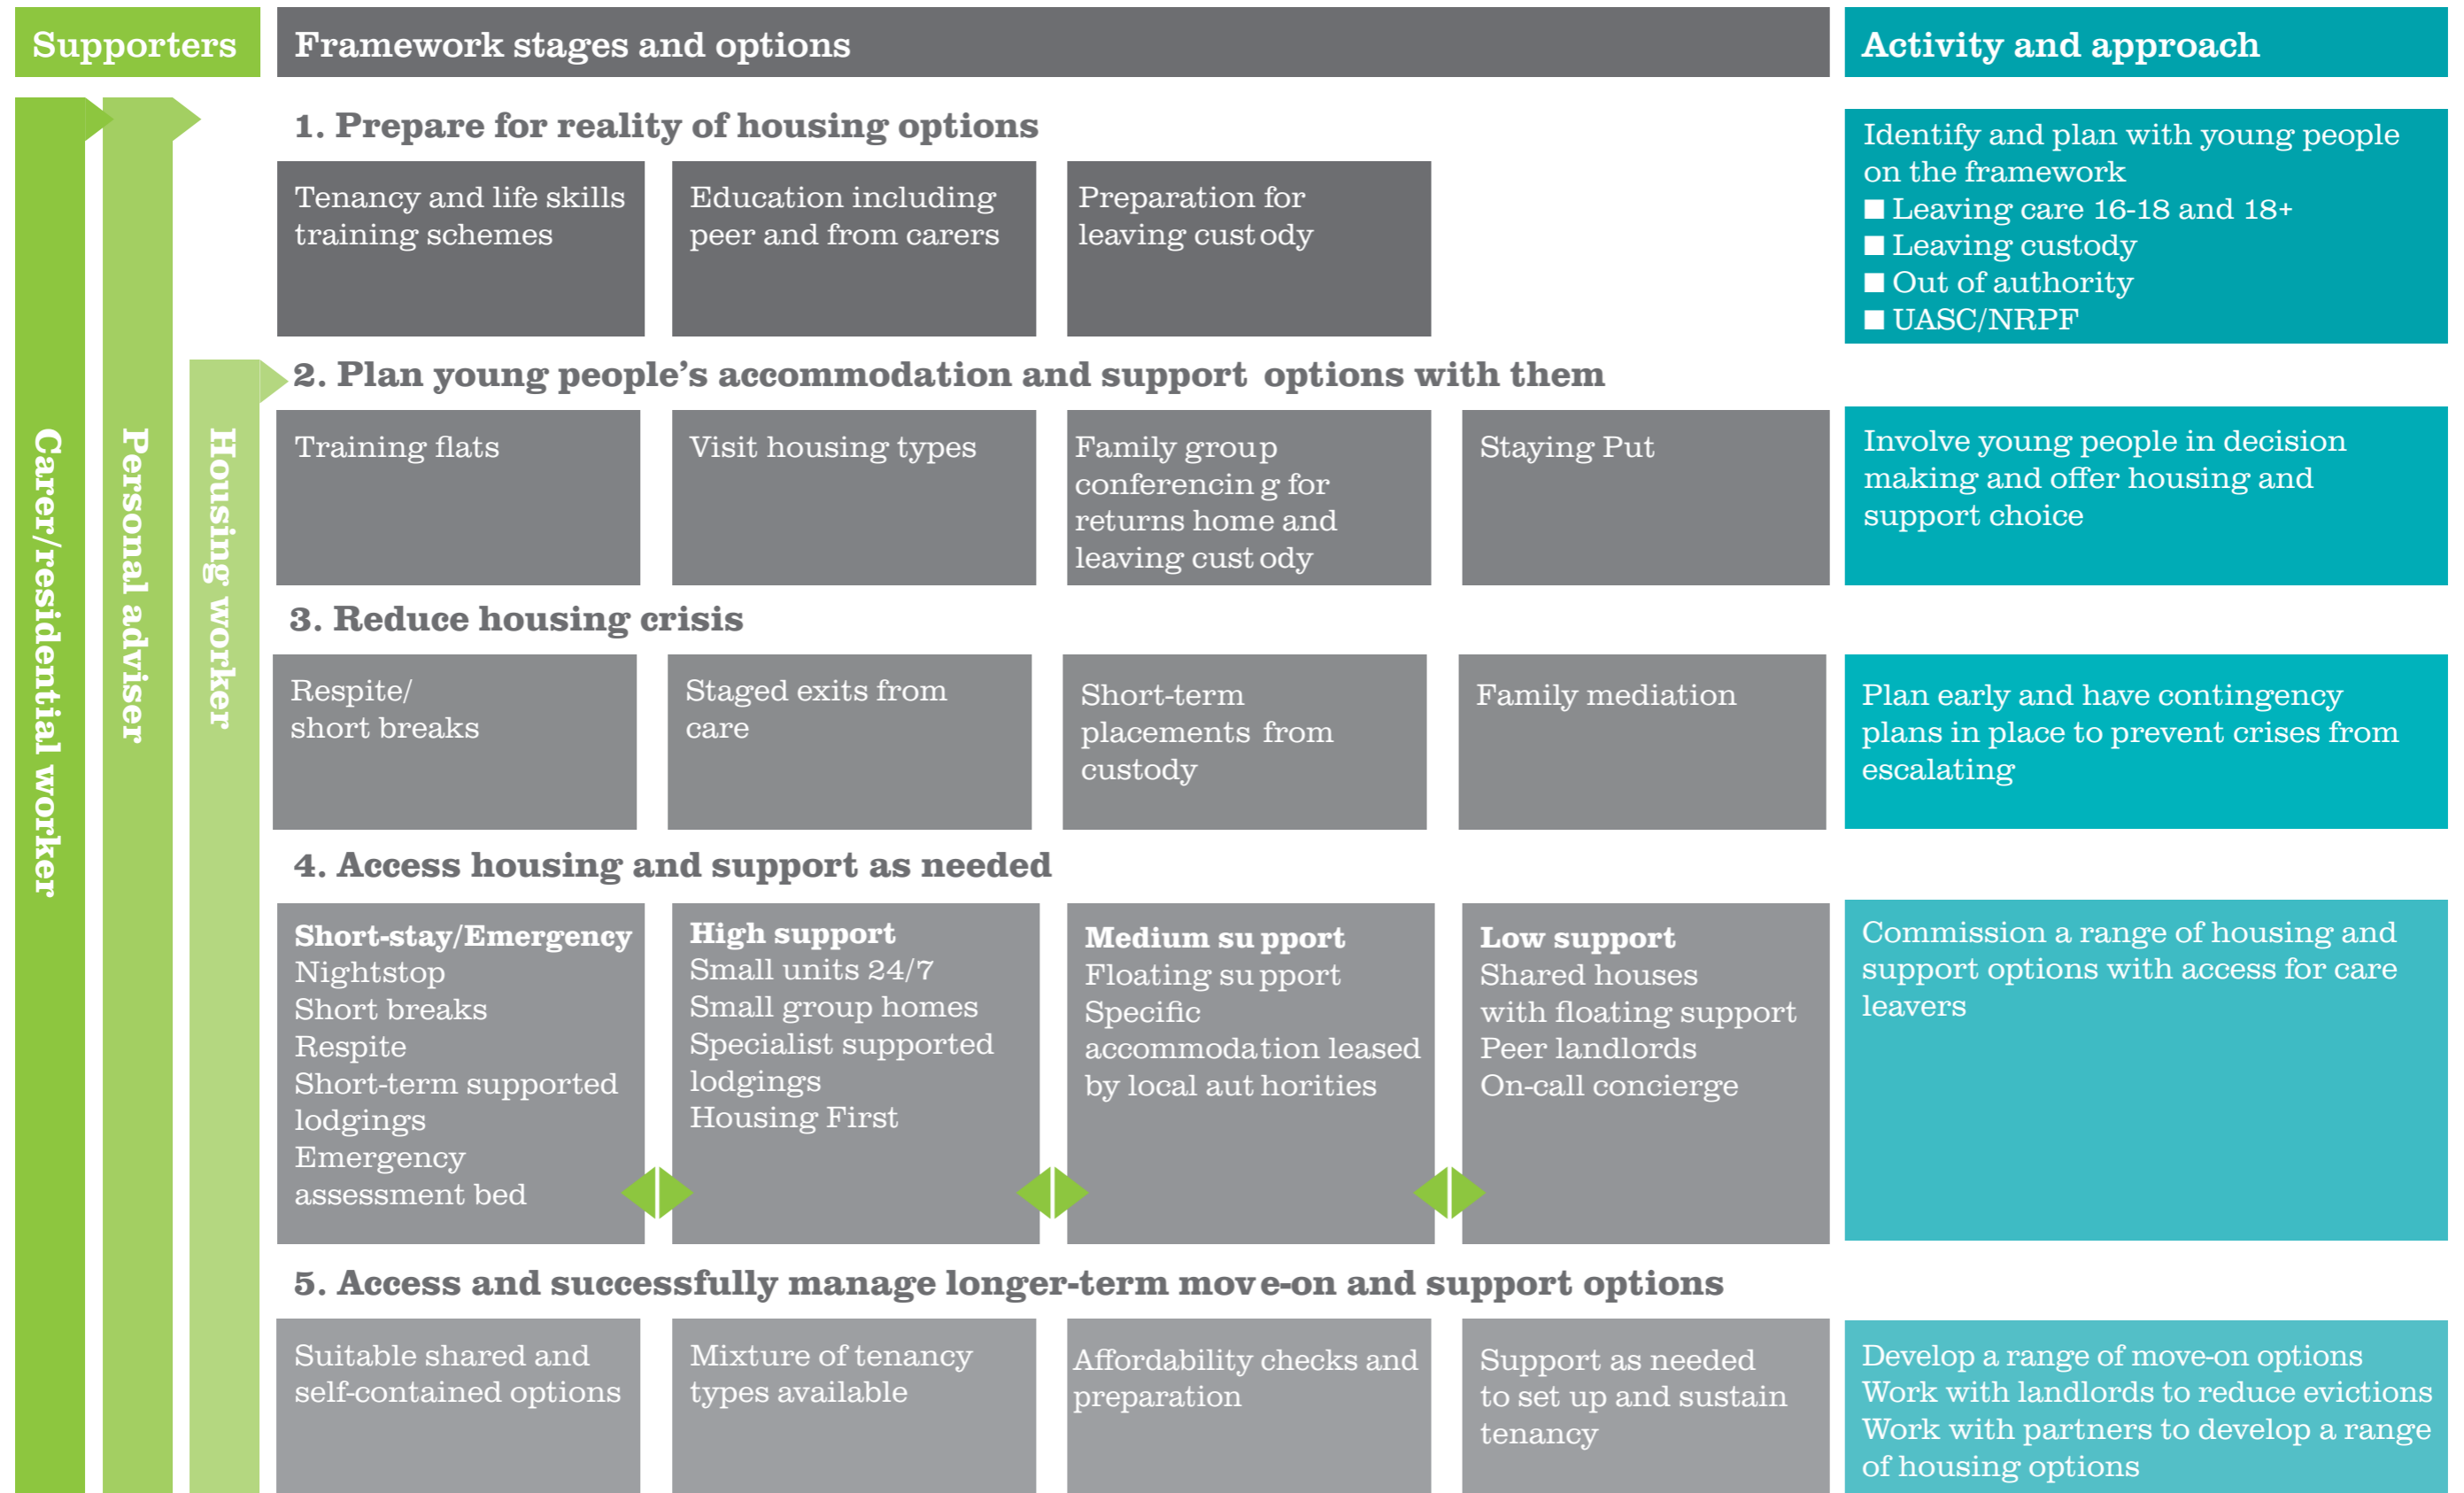 Supporters
Framework stages and options
Activity and approach
Carer/residential worker
Personal adviser
Housing worker
1. Prepare for reality of housing options
Tenancy and life skills
training schemes
Education including
peer and from carers
Preparation for
leaving custody
Identify and plan with young people
on the framework
■ Leaving care 16-18 and 18+
■ Leaving custody
■ Out of authority
■ UASC/NRPF
2. Plan young people’s accommodation and support options with them
Training flats
Visit housing types
Family group
conferencing for
returns home and
leaving custody
Staying Put
Involve young people in decision
making and offer housing and
support choice
3. Reduce housing crisis
Respite/
short breaks
Staged exits from
care
Short-term
placements from
custody
Family mediation
Plan early and have contingency
plans in place to prevent crises from
escalating
4. Access housing and support as needed
Short-stay/Emergency
Nightstop
Short breaks
Respite
Short-term supported
lodgings
Emergency
assessment bed
High support
Small units 24/7
Small group homes
Specialist supported
lodgings
Housing First
Medium support
Floating support
Specific
accommodation leased
by local authorities
Low support
Shared houses
with floating support
Peer landlords
On-call concierge
Commission a range of housing and
support options with access for care
leavers
5. Access and successfully manage longer-term move-on and support options
Suitable shared and
self-contained options
Mixture of tenancy
types available
Affordability checks and
preparation
Support as needed
to set up and sustain
tenancy
Develop a range of move-on options
Work with landlords to reduce evictions
Work with partners to develop a range
of housing options